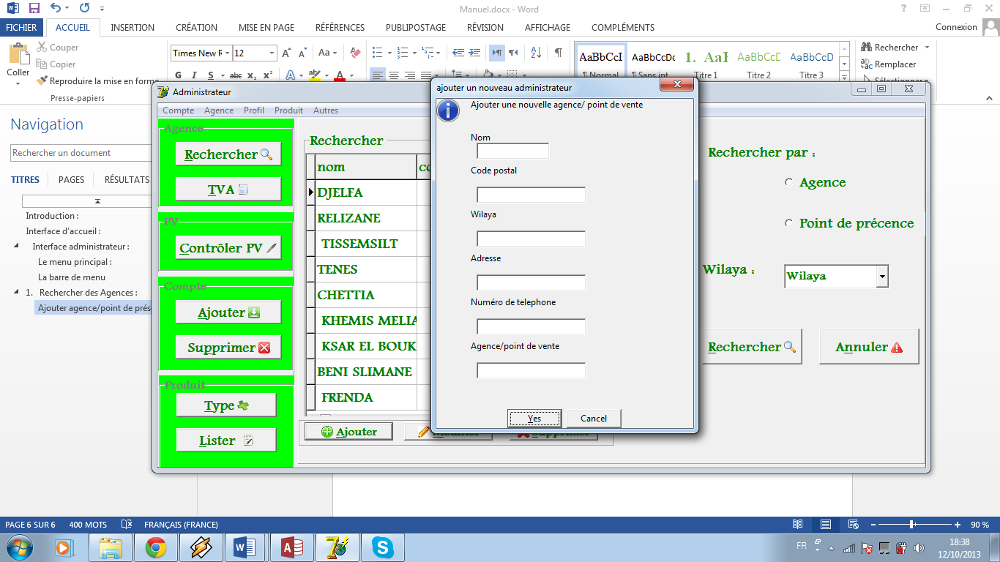 Manuel.docx - Word
FICHIER ACCUEIL INSERTION CRÉATION MISE EN PAGE RÉFÉRENCES PUBLIPOSTAGE RÉVISION AFFICHAGE COMPLÉMENTS Connexion
Coller
Couper
Copier
Reproduire la mise en forme
Presse-papiers
Times New R 12
AaBbCcI AaBbCcDc 1. AaI AaBbCcD AaBbCcD
¶ Normal ¶ Sans int... Titre 1 Titre 2 Titre 3
Rechercher
Remplacer
Sélectionner
Navigation
Rechercher un document
TITRES PAGES RÉSULTATS
Introduction :
Interface d’accueil :
Interface administrateur :
Le menu principal :
La barre de menu
1. Rechercher des Agences :
Ajouter agence/point de prés
Administrateur
Compte Agence Profil Produit Autres
Agence
Rechercher
TVA
PV
Contrôler PV
Compte
Ajouter
Supprimer
Produit
Type
Lister
Rechercher
nom
DJELFA
RELIZANE
TISSEMSILT
TENES
CHETTIA
KHEMIS MELIA
KSAR EL BOUK
BENI SLIMANE
FRENDA
Ajouter Modifier Supprimer
ajouter un nouveau administrateur
Ajouter une nouvelle agence/ point de vente
Nom
Code postal
Wilaya
Adresse
Numéro de telephone
Agence/point de vente
Yes Cancel
Rechercher par :
Agence
Point de précence
Wilaya : Wilaya
Rechercher Annuler
PAGE 6 SUR 6 400 MOTS FRANÇAIS (FRANCE) 90 %
FR 18:38
12/10/2013